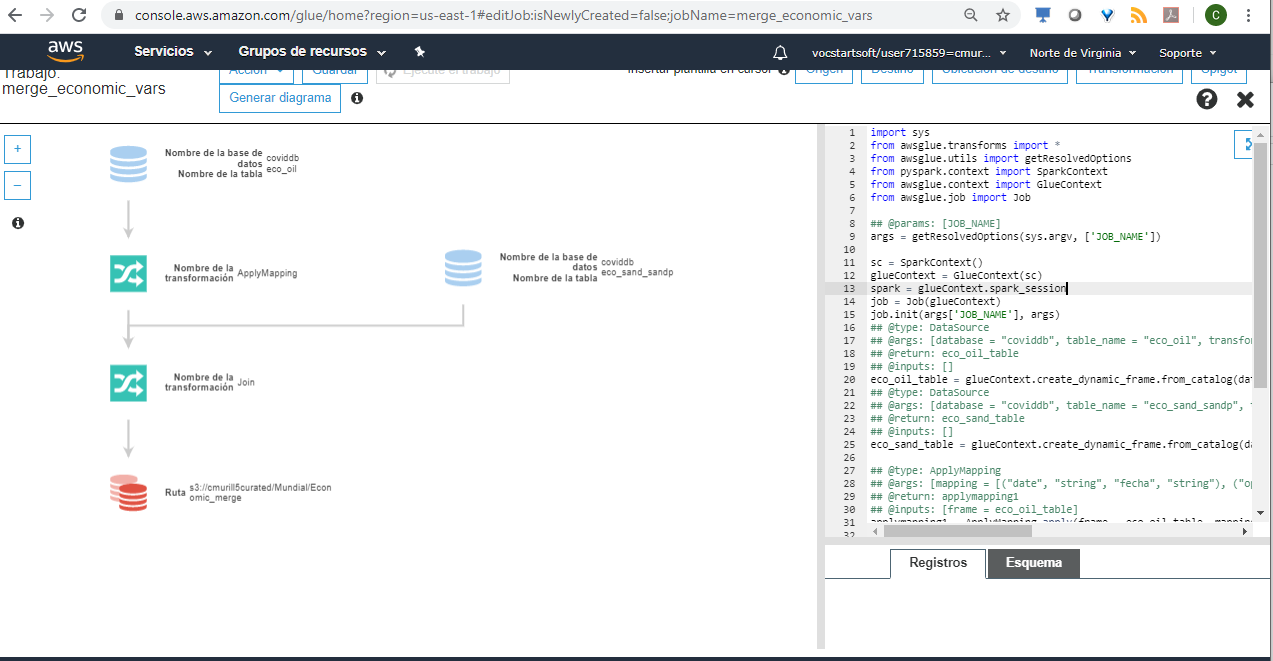 console.aws.amazon.com/glue/home?region=us-east-1#editJob:isNewlyCreated=false;jobName=merge_economic_vars
C
aws
Servicios
Grupos de recursos
vocstartsoft/user715859=cmur...
Norte de Virginia
Soporte
Trabajo:
merge_economic_vars
Acción
Guardar
Ejecute el trabajo
Insertar plantilla en cursor
Origen
Destino
Ubicación de destino
Transformación
Spigot
Generar diagrama
+
−
Nombre de la base de
datos coviddb
Nombre de la tabla eco_oil
Nombre de la
transformación ApplyMapping
Nombre de la base de
datos coviddb
Nombre de la tabla eco_sand_sandp
Nombre de la
transformación Join
Ruta s3://cmurill5curated/Mundial/Econ
omic_merge
1 import sys
2 from awsglue.transforms import *
3 from awsglue.utils import getResolvedOptions
4 from pyspark.context import SparkContext
5 from awsglue.context import GlueContext
6 from awsglue.job import Job
7
8 ## @params: [JOB_NAME]
9 args = getResolvedOptions(sys.argv, ['JOB_NAME'])
10
11 sc = SparkContext()
12 glueContext = GlueContext(sc)
13 spark = glueContext.spark_session
14 job = Job(glueContext)
15 job.init(args['JOB_NAME'], args)
16 ## @type: DataSource
17 ## @args: [database = "coviddb", table_name = "eco_oil", transfo
18 ## @return: eco_oil_table
19 ## @inputs: []
20 eco_oil_table = glueContext.create_dynamic_frame.from_catalog(dat
21 ## @type: DataSource
22 ## @args: [database = "coviddb", table_name = "eco_sand_sandp",
23 ## @return: eco_sand_table
24 ## @inputs: []
25 eco_sand_table = glueContext.create_dynamic_frame.from_catalog(da
26
27 ## @type: ApplyMapping
28 ## @args: [mapping = [("date", "string", "fecha", "string"), ("op
29 ## @return: applymapping1
30 ## @inputs: [frame = eco_oil_table]
31 applymapping1 = ApplyMapping.apply(frame = eco_oil_table, mapping
32
Registros
Esquema